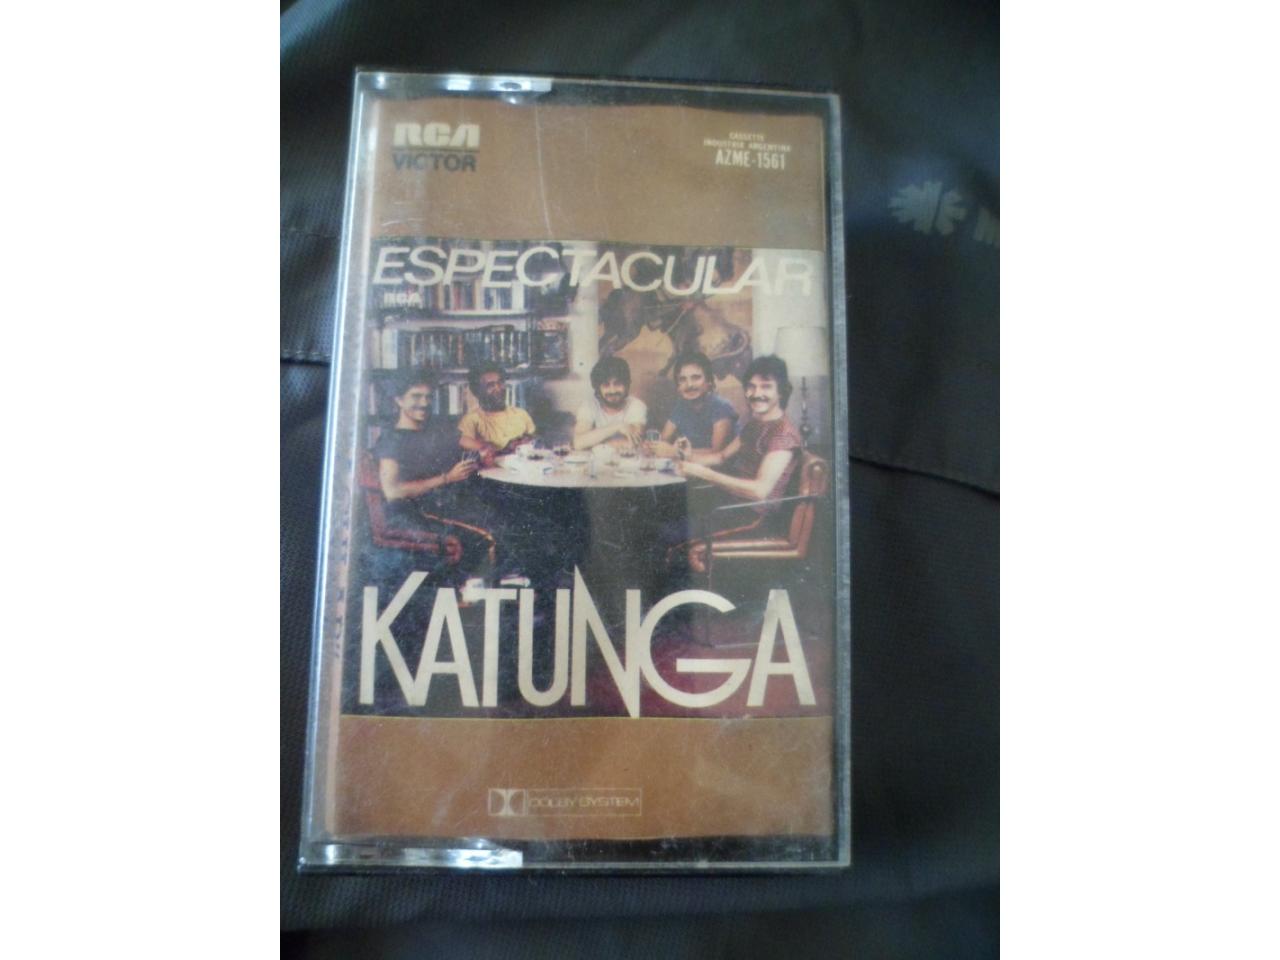 RCA
VICTOR
CASSETTE
INDUSTRIA ARGENTINA
AZME-1561
ESPECTACULAR
RCA
KATUNGA
DOLBY SYSTEM